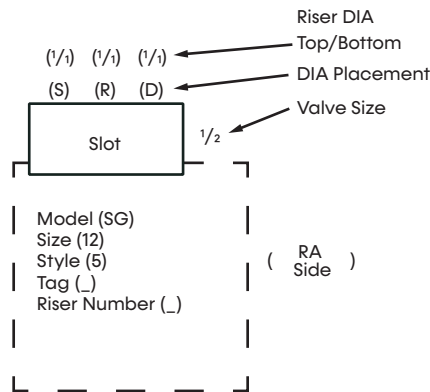 Riser DIA
Top/Bottom
(1/1) (1/1) (1/1)
DIA Placement
(S) (R) (D)
Valve Size
1/2
Slot
Model (SG)
Size (12)
Style (5)
Tag (_)
Riser Number (_)
( RA )
Side